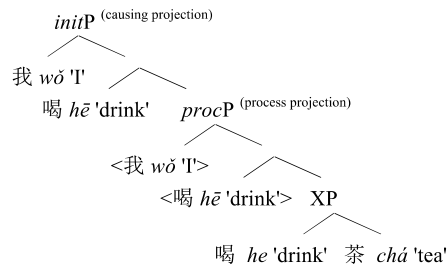 initP (causing projection)
我 wǒ 'I'
喝 hē 'drink'
procP (process projection)
<我 wǒ 'I'>
<喝 hē 'drink'> XP
喝 he 'drink' 茶 chá 'tea'